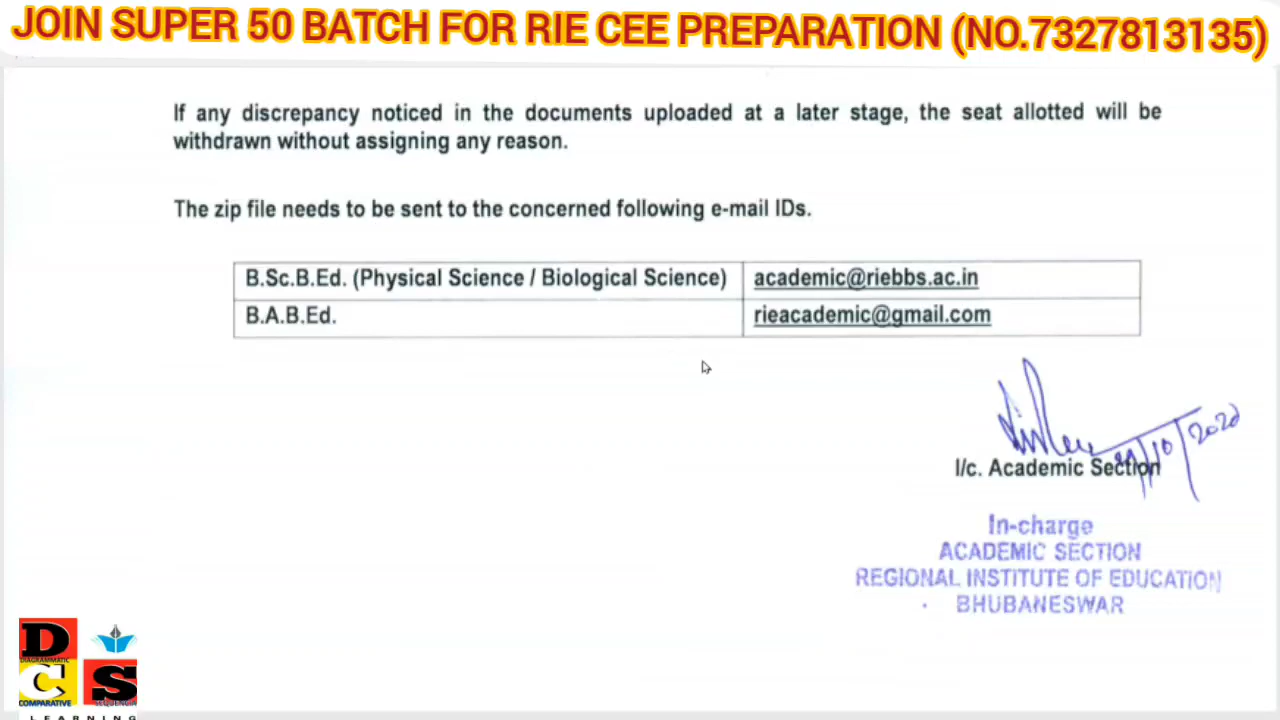 JOIN SUPER 50 BATCH FOR RIE CEE PREPARATION (NO.7327813135)
If any discrepancy noticed in the documents uploaded at a later stage, the seat allotted will be
withdrawn without assigning any reason.
The zip file needs to be sent to the concerned following e-mail IDs.
B.Sc.B.Ed. (Physical Science / Biological Science) academic@riebbs.ac.in
B.A.B.Ed. rieacademic@gmail.com
I/c. Academic Section
In-charge
ACADEMIC SECTION
REGIONAL INSTITUTE OF EDUCATION
BHUBANESWAR
D
DIAGRAMMATIC
C S
COMPARATIVE
LEARNING